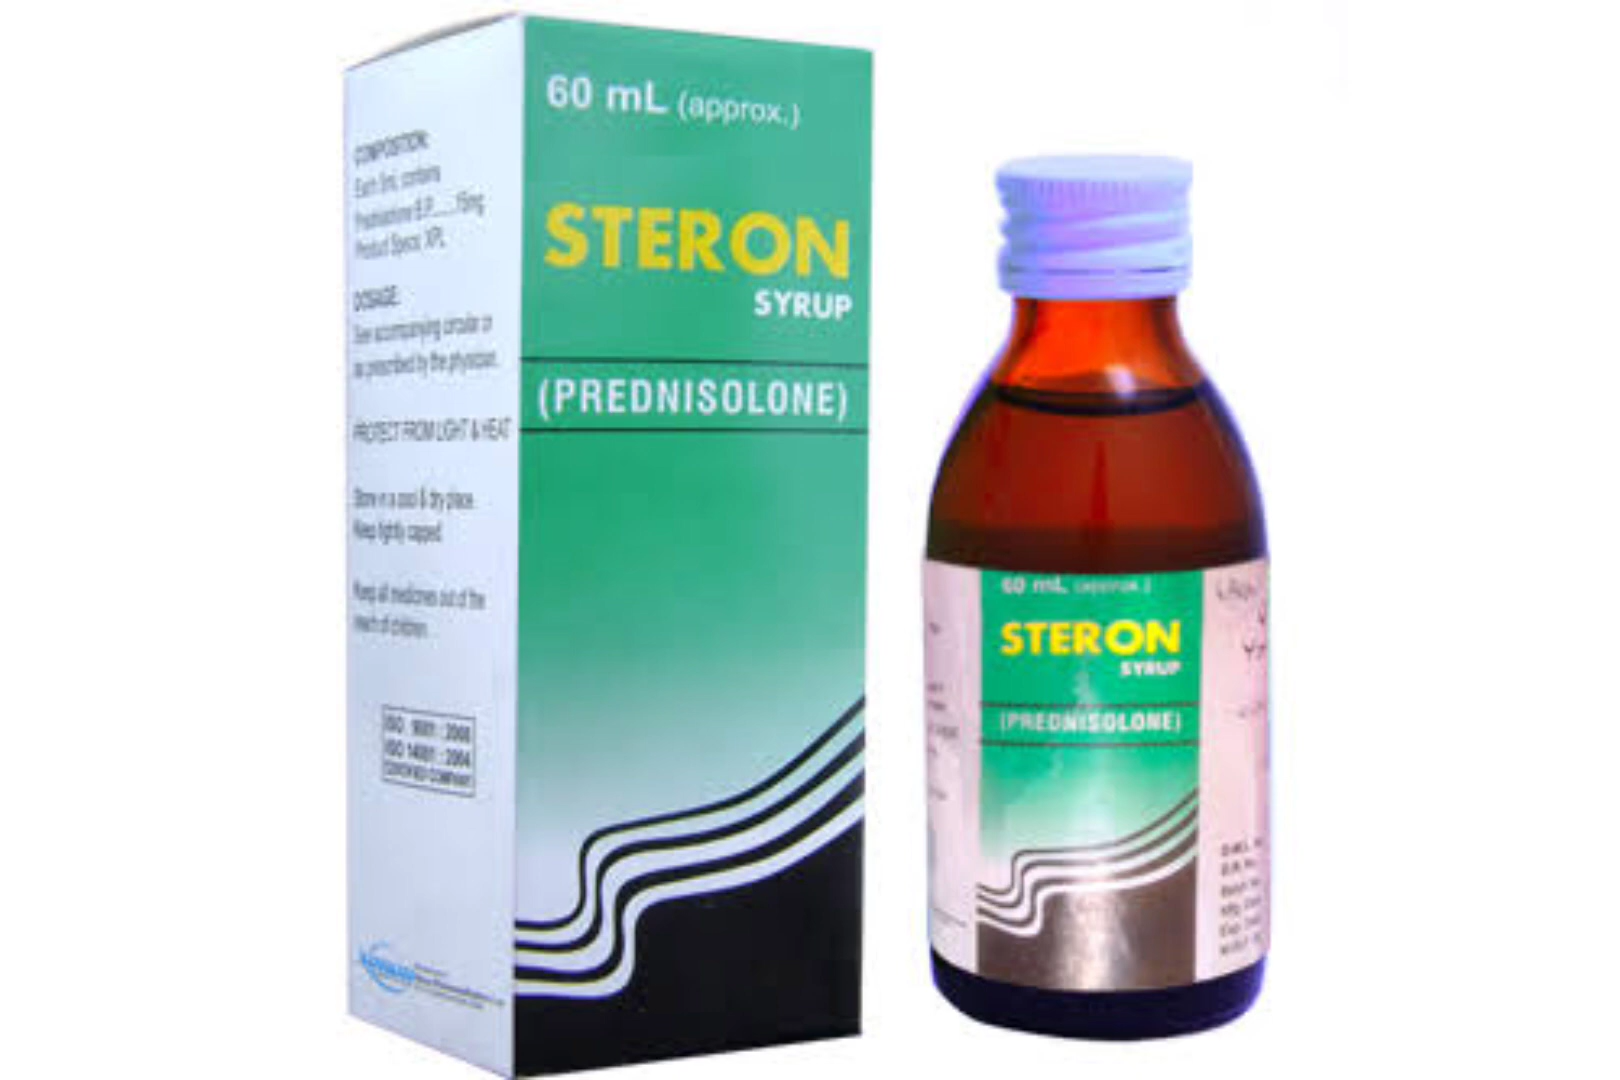 60 mL (approx.)
STERON
SYRUP
(PREDNISOLONE)
COMPOSITION:
Each 5mL contains
Prednisolone B.P......15mg
Product Specs: XPL
DOSAGE:
See accompanying circular or
as prescribed by the physician.
PROTECT FROM LIGHT & HEAT
Store in a cool & dry place.
Keep tightly capped.
Keep all medicines out of the
reach of children.
ISO 9001 : 2008
ISO 14001 : 2004
CERTIFIED COMPANY
60 mL (approx.)
STERON
SYRUP
(PREDNISOLONE)